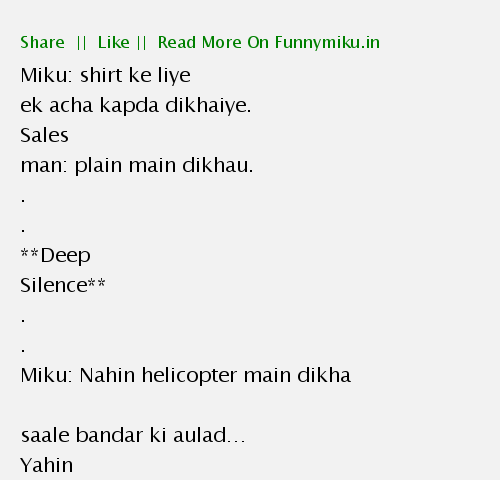 Share || Like || Read More On Funnymiku.in
Miku: shirt ke liye
ek acha kapda dikhaiye.
Sales
man: plain main dikhau.
.
.
**Deep
Silence**
.
.
Miku: Nahin helicopter main dikha
saale bandar ki aulad...
Yahin